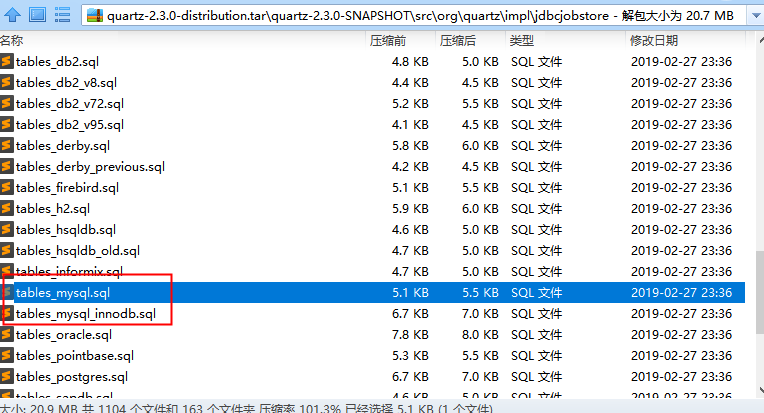 quartz-2.3.0-distribution.tar\quartz-2.3.0-SNAPSHOT\src\org\quartz\impl\jdbcjobstore - 解包大小为 20.7 MB
名称 压缩前 压缩后 类型 修改日期
tables_db2.sql 4.8 KB 5.0 KB SQL 文件 2019-02-27 23:36
tables_db2_v8.sql 4.4 KB 4.5 KB SQL 文件 2019-02-27 23:36
tables_db2_v72.sql 5.2 KB 5.5 KB SQL 文件 2019-02-27 23:36
tables_db2_v95.sql 4.1 KB 4.5 KB SQL 文件 2019-02-27 23:36
tables_derby.sql 5.8 KB 6.0 KB SQL 文件 2019-02-27 23:36
tables_derby_previous.sql 4.2 KB 4.5 KB SQL 文件 2019-02-27 23:36
tables_firebird.sql 5.1 KB 5.5 KB SQL 文件 2019-02-27 23:36
tables_h2.sql 5.9 KB 6.0 KB SQL 文件 2019-02-27 23:36
tables_hsqldb.sql 4.6 KB 5.0 KB SQL 文件 2019-02-27 23:36
tables_hsqldb_old.sql 4.7 KB 5.0 KB SQL 文件 2019-02-27 23:36
tables_informix.sql 4.7 KB 5.0 KB SQL 文件 2019-02-27 23:36
tables_mysql.sql 5.1 KB 5.5 KB SQL 文件 2019-02-27 23:36
tables_mysql_innodb.sql 6.7 KB 7.0 KB SQL 文件 2019-02-27 23:36
tables_oracle.sql 7.8 KB 8.0 KB SQL 文件 2019-02-27 23:36
tables_pointbase.sql 5.3 KB 5.5 KB SQL 文件 2019-02-27 23:36
tables_postgres.sql 6.7 KB 7.0 KB SQL 文件 2019-02-27 23:36
tables_sapdb.sql 4.6 KB 5.0 KB SQL 文件 2019-02-27 23:36
大小: 20.9 MB 共 1104 个文件和 163 个文件夹 压缩率 101.3% 已经选择 5.1 KB (1 个文件)